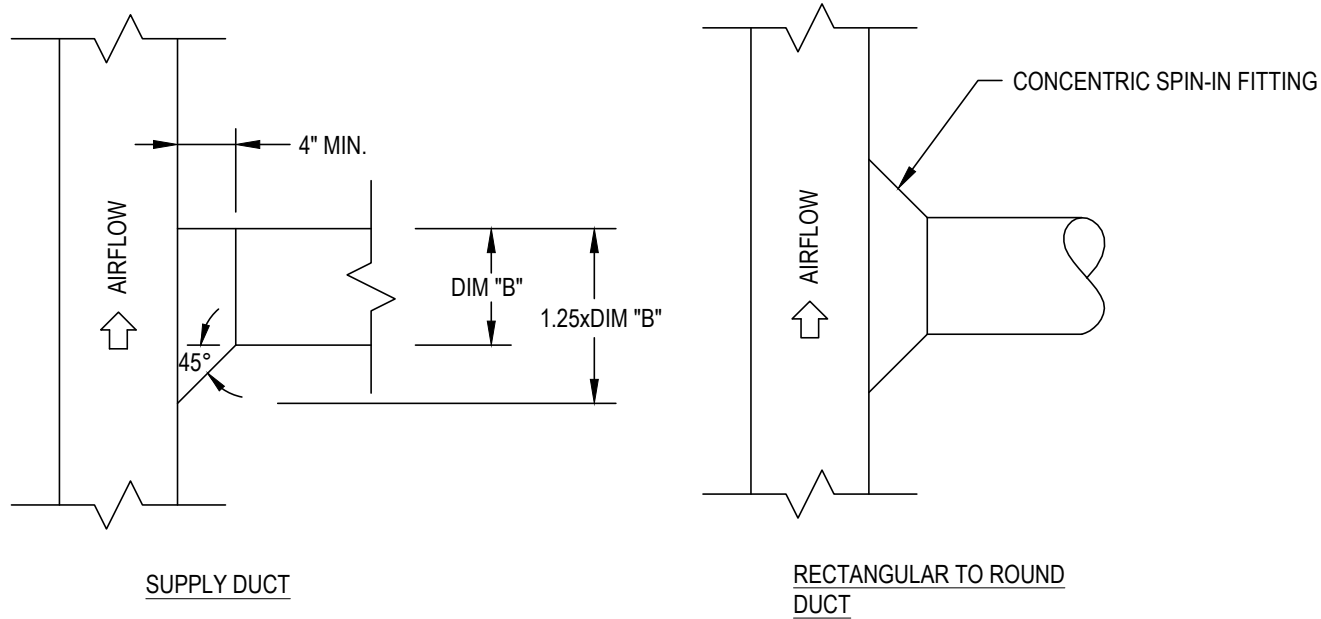 4" MIN.
AIRFLOW
DIM "B"
1.25xDIM "B"
45°
SUPPLY DUCT
CONCENTRIC SPIN-IN FITTING
AIRFLOW
RECTANGULAR TO ROUND
DUCT